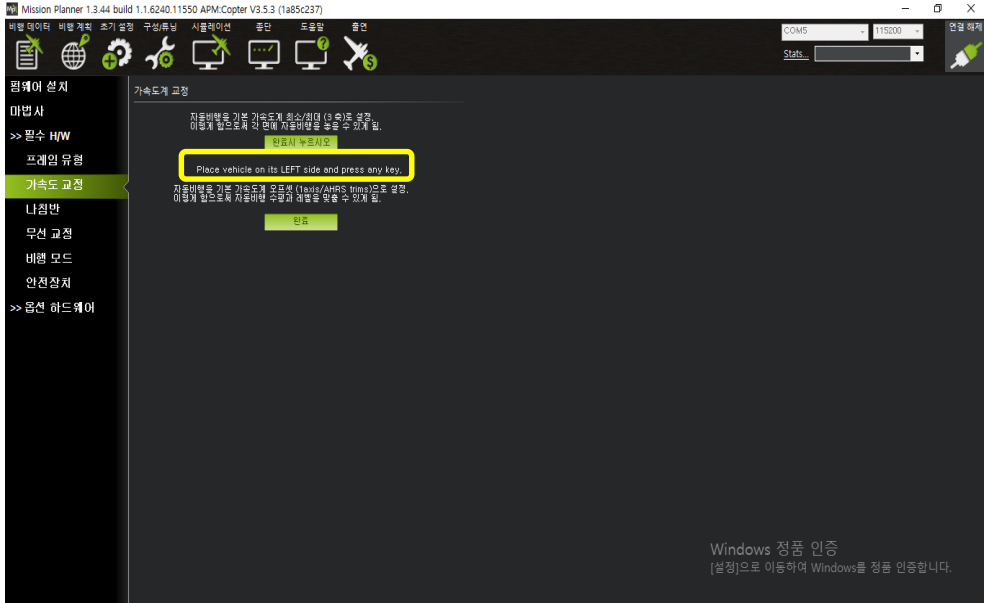 Mission Planner 1.3.44 build 1.1.6240.11550 APM:Copter V3.5.3 (1a85c237)
비행 데이터 비행 계획 초기 설정 구성/튜닝 시뮬레이션 종단 도움말 출연
COM5 115200 연결 해제
Stats...
펌웨어 설치
마법사
>> 필수 H/W
프레임 유형
가속도 교정
나침반
무선 교정
비행 모드
안전장치
>> 옵션 하드웨어
가속도계 교정
자동비행을 기본 가속도계 최소/최대 (3 축)로 설정.
이렇게 함으로써 각 면에 자동비행을 놓을 수 있게 됨.
완료시 누르시오
Place vehicle on its LEFT side and press any key.
자동비행을 기본 가속도계 오프셋 (1axis/AHRS trims)으로 설정.
이렇게 함으로써 자동비행 수평과 레벨을 맞출 수 있게 됨.
완료
Windows 정품 인증
[설정]으로 이동하여 Windows를 정품 인증합니다.